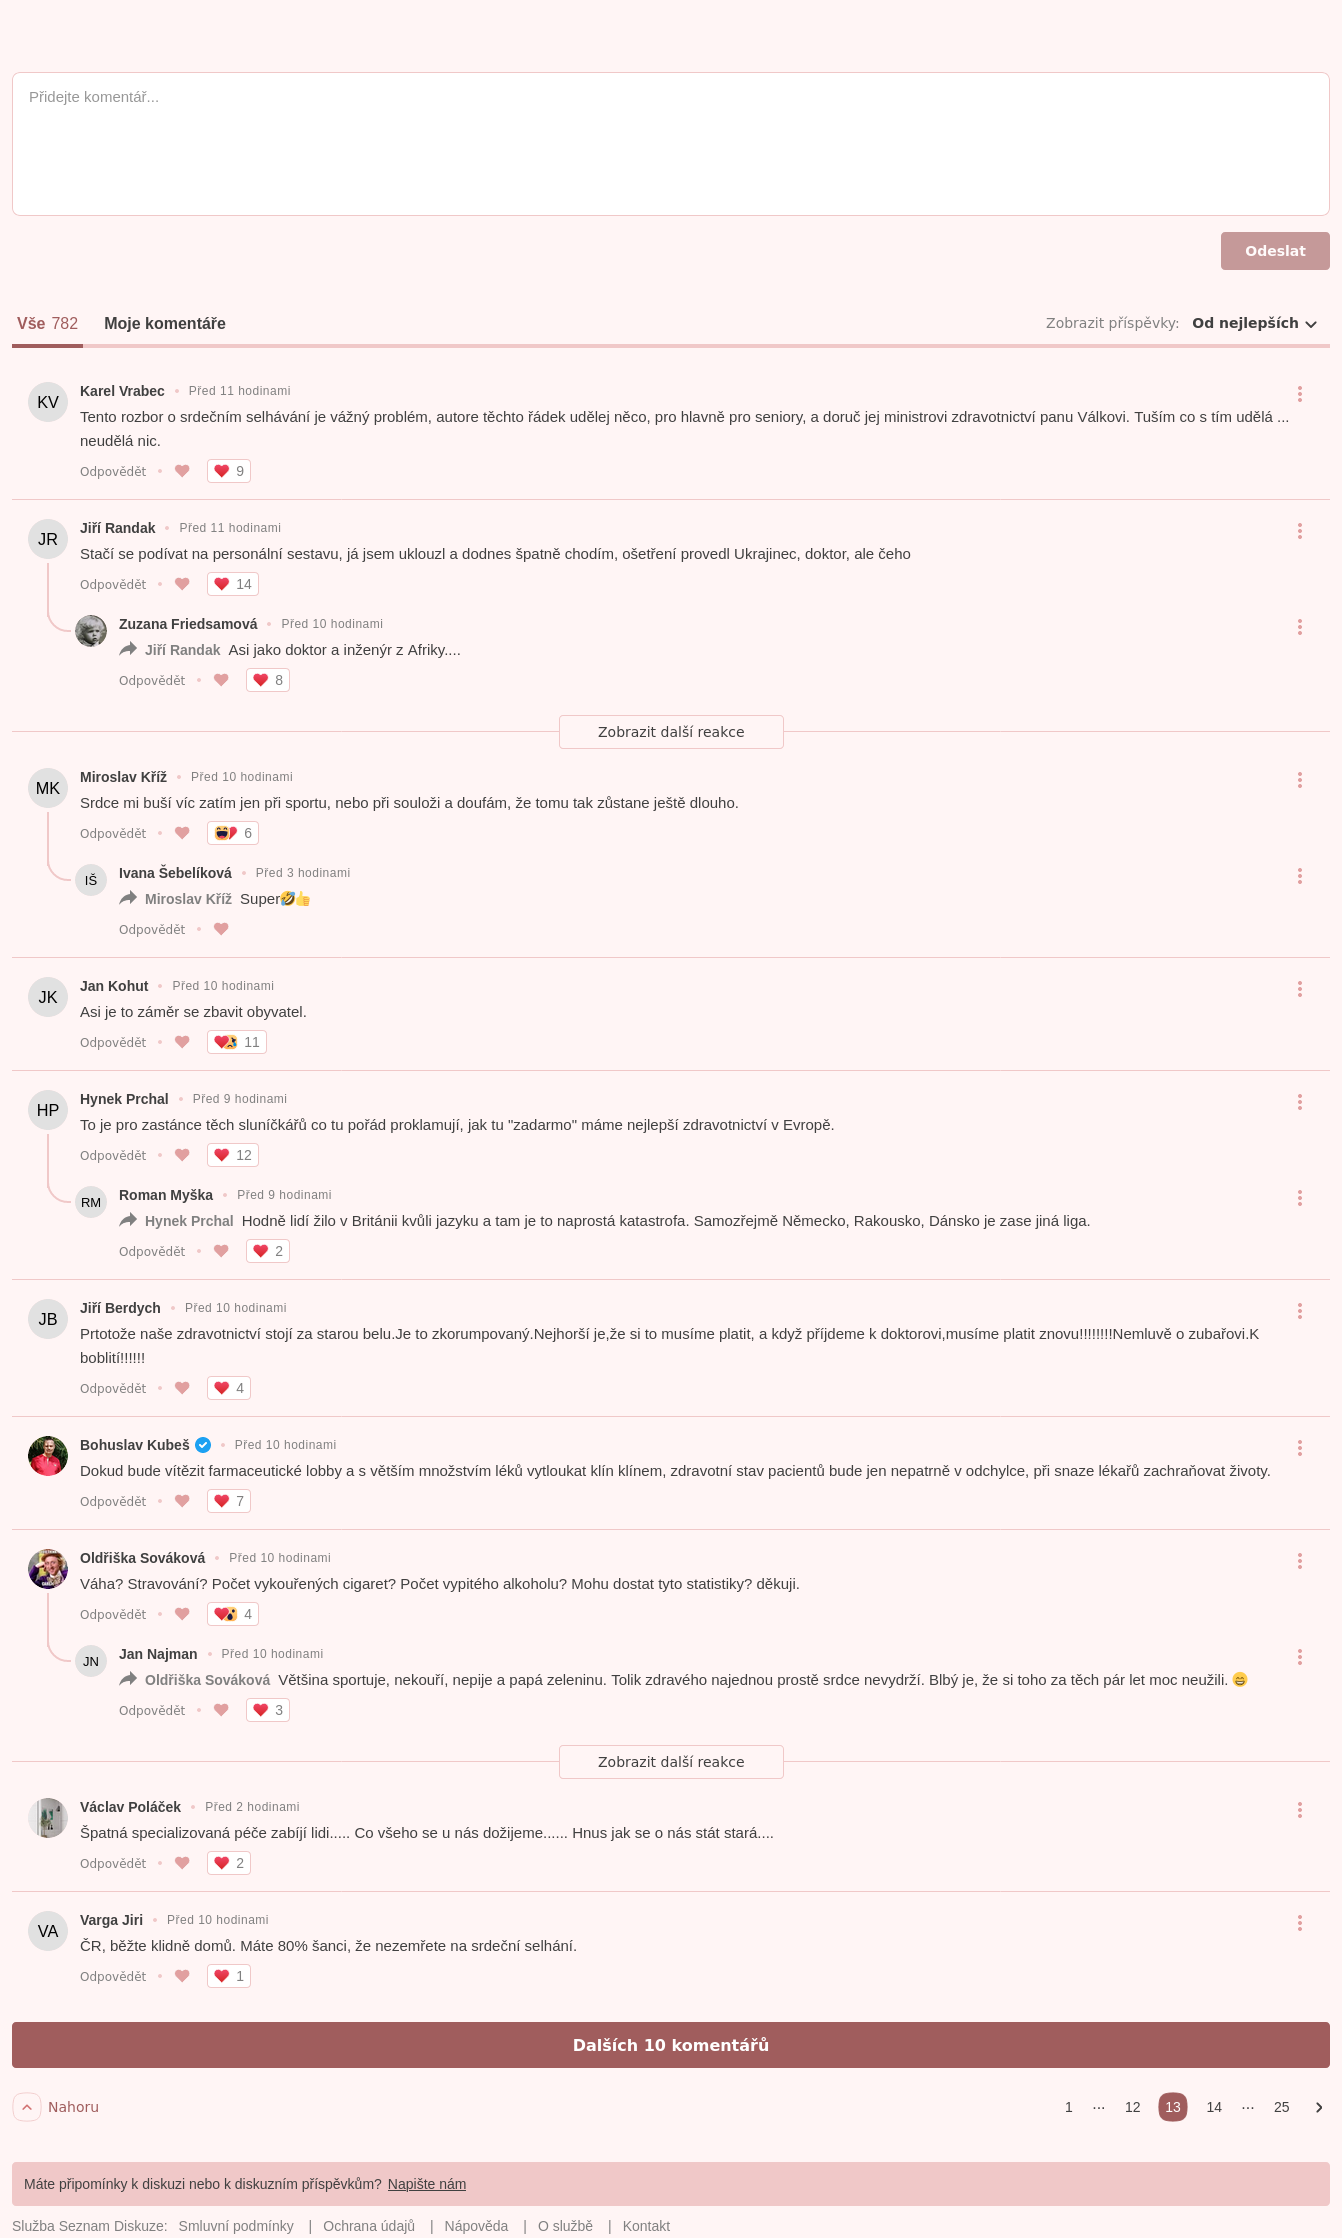 Přidejte komentář...
Odeslat
Vše 782 Moje komentáře Zobrazit příspěvky: Od nejlepších
KV Karel Vrabec Před 11 hodinami
Tento rozbor o srdečním selhávání je vážný problém, autore těchto řádek udělej něco, pro hlavně pro seniory, a doruč jej ministrovi zdravotnictví panu Válkovi. Tuším co s tím udělá ...
neudělá nic.
Odpovědět 9
JR Jiří Randak Před 11 hodinami
Stačí se podívat na personální sestavu, já jsem uklouzl a dodnes špatně chodím, ošetření provedl Ukrajinec, doktor, ale čeho
Odpovědět 14
Zuzana Friedsamová Před 10 hodinami
Jiří Randak Asi jako doktor a inženýr z Afriky....
Odpovědět 8
Zobrazit další reakce
MK Miroslav Kříž Před 10 hodinami
Srdce mi buší víc zatím jen při sportu, nebo při souloži a doufám, že tomu tak zůstane ještě dlouho.
Odpovědět 6
IŠ Ivana Šebelíková Před 3 hodinami
Miroslav Kříž Super🤣👍
Odpovědět
JK Jan Kohut Před 10 hodinami
Asi je to záměr se zbavit obyvatel.
Odpovědět 11
HP Hynek Prchal Před 9 hodinami
To je pro zastánce těch sluníčkářů co tu pořád proklamují, jak tu "zadarmo" máme nejlepší zdravotnictví v Evropě.
Odpovědět 12
RM Roman Myška Před 9 hodinami
Hynek Prchal Hodně lidí žilo v Británii kvůli jazyku a tam je to naprostá katastrofa. Samozřejmě Německo, Rakousko, Dánsko je zase jiná liga.
Odpovědět 2
JB Jiří Berdych Před 10 hodinami
Prtotože naše zdravotnictví stojí za starou belu.Je to zkorumpovaný.Nejhorší je,že si to musíme platit, a když příjdeme k doktorovi,musíme platit znovu!!!!!!!!Nemluvě o zubařovi.K
boblití!!!!!!
Odpovědět 4
Bohuslav Kubeš Před 10 hodinami
Dokud bude vítězit farmaceutické lobby a s větším množstvím léků vytloukat klín klínem, zdravotní stav pacientů bude jen nepatrně v odchylce, při snaze lékařů zachraňovat životy.
Odpovědět 7
Oldřiška Sováková Před 10 hodinami
Váha? Stravování? Počet vykouřených cigaret? Počet vypitého alkoholu? Mohu dostat tyto statistiky? děkuji.
Odpovědět 4
JN Jan Najman Před 10 hodinami
Oldřiška Sováková Většina sportuje, nekouří, nepije a papá zeleninu. Tolik zdravého najednou prostě srdce nevydrží. Blbý je, že si toho za těch pár let moc neužili. 😄
Odpovědět 3
Zobrazit další reakce
Václav Poláček Před 2 hodinami
Špatná specializovaná péče zabíjí lidi..... Co všeho se u nás dožijeme...... Hnus jak se o nás stát stará....
Odpovědět 2
VA Varga Jiri Před 10 hodinami
ČR, běžte klidně domů. Máte 80% šanci, že nezemřete na srdeční selhání.
Odpovědět 1
Dalších 10 komentářů
Nahoru 1 ··· 12 13 14 ··· 25
Máte připomínky k diskuzi nebo k diskuzním příspěvkům? Napište nám
Služba Seznam Diskuze: Smluvní podmínky | Ochrana údajů | Nápověda | O službě | Kontakt